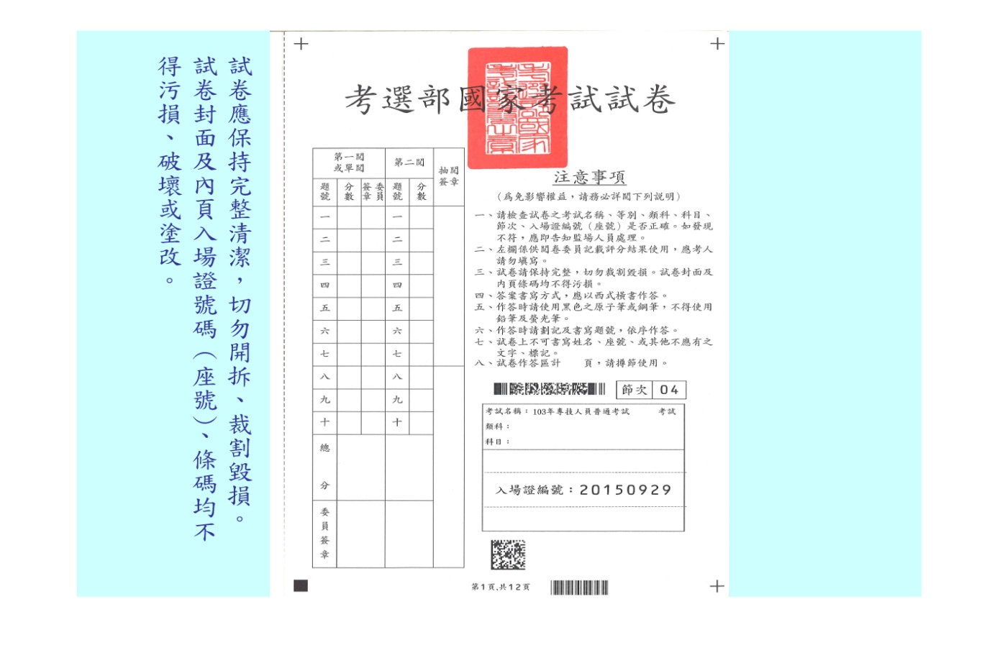 試卷應保持完整清潔，切勿開拆、裁割毀損。
試卷封面及內頁入場證號碼（座號）、條碼均不
得污損、破壞或塗改。
考選部國家考試試卷
第一閱
或單閱
第二閱
抽閱
簽章
題號 分數 委員簽章 題號 分數
一 一
二 二
三 三
四 四
五 五
六 六
七 七
八 八
九 九
十 十
總分
委員簽章
注意事項
（為免影響權益，請務必詳閱下列說明）
一、請檢查試卷之考試名稱、等別、類科、科目、
節次、入場證編號（座號）是否正確。如發現
不符，應即告知監場人員處理。
二、左欄係供閱卷委員記載評分結果使用，應考人
請勿填寫。
三、試卷請保持完整，切勿裁割毀損。試卷封面及
內頁條碼均不得污損。
四、答案書寫方式，應以西式橫書作答。
五、作答時請使用黑色之原子筆或鋼筆，不得使用
鉛筆及螢光筆。
六、作答時請劃記及書寫題號，依序作答。
七、試卷上不可書寫姓名、座號、或其他不應有之
文字、標記。
八、試卷作答區計　　頁，請撙節使用。
節次 04
考試名稱：103年專技人員普通考試　　考試
類科：
科目：
入場證編號：20150929
第1頁,共12頁